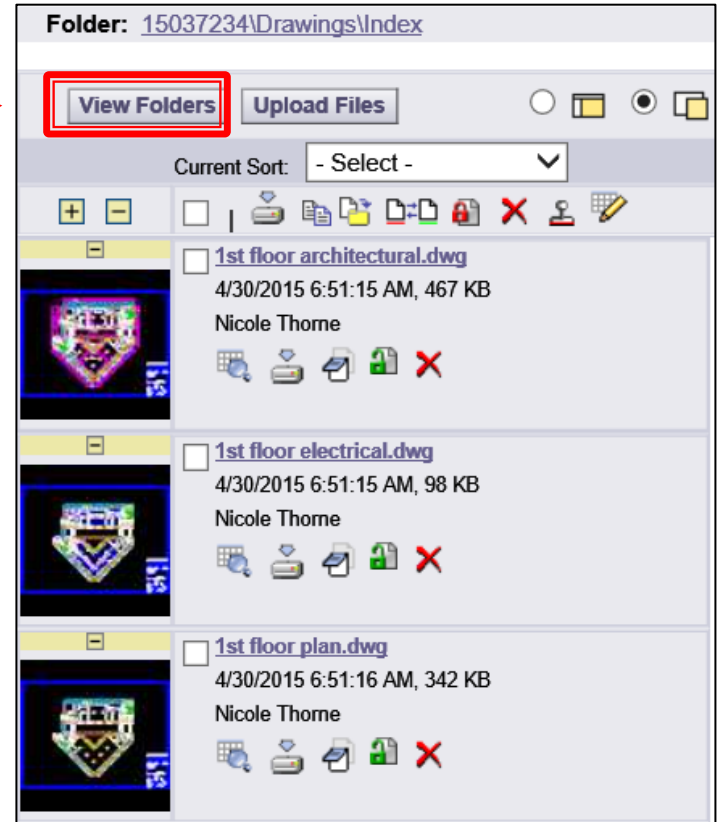 Folder: 15037234\Drawings\Index
View Folders Upload Files
Current Sort: - Select -
1st floor architectural.dwg
4/30/2015 6:51:15 AM, 467 KB
Nicole Thorne
1st floor electrical.dwg
4/30/2015 6:51:15 AM, 98 KB
Nicole Thorne
1st floor plan.dwg
4/30/2015 6:51:16 AM, 342 KB
Nicole Thorne